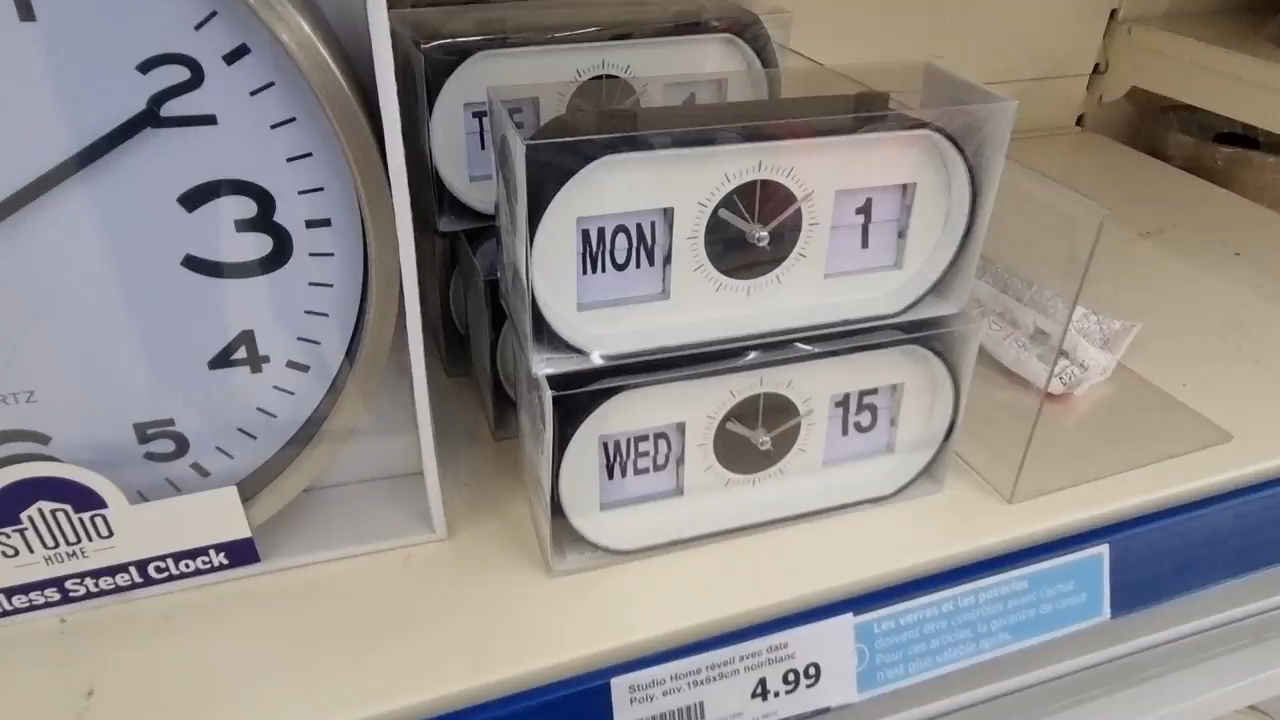 2
3
4
5
RTZ
STUDIO
HOME
less Steel Clock
MON
1
WED
15
Studio Home réveil avec date
Poly. env.19x6x9cm noir/blanc
4.99
Les verres et les poteries
doivent être contrôlés avant l'achat.
Pour ces articles, la garantie de casse
n'est plus valable après.